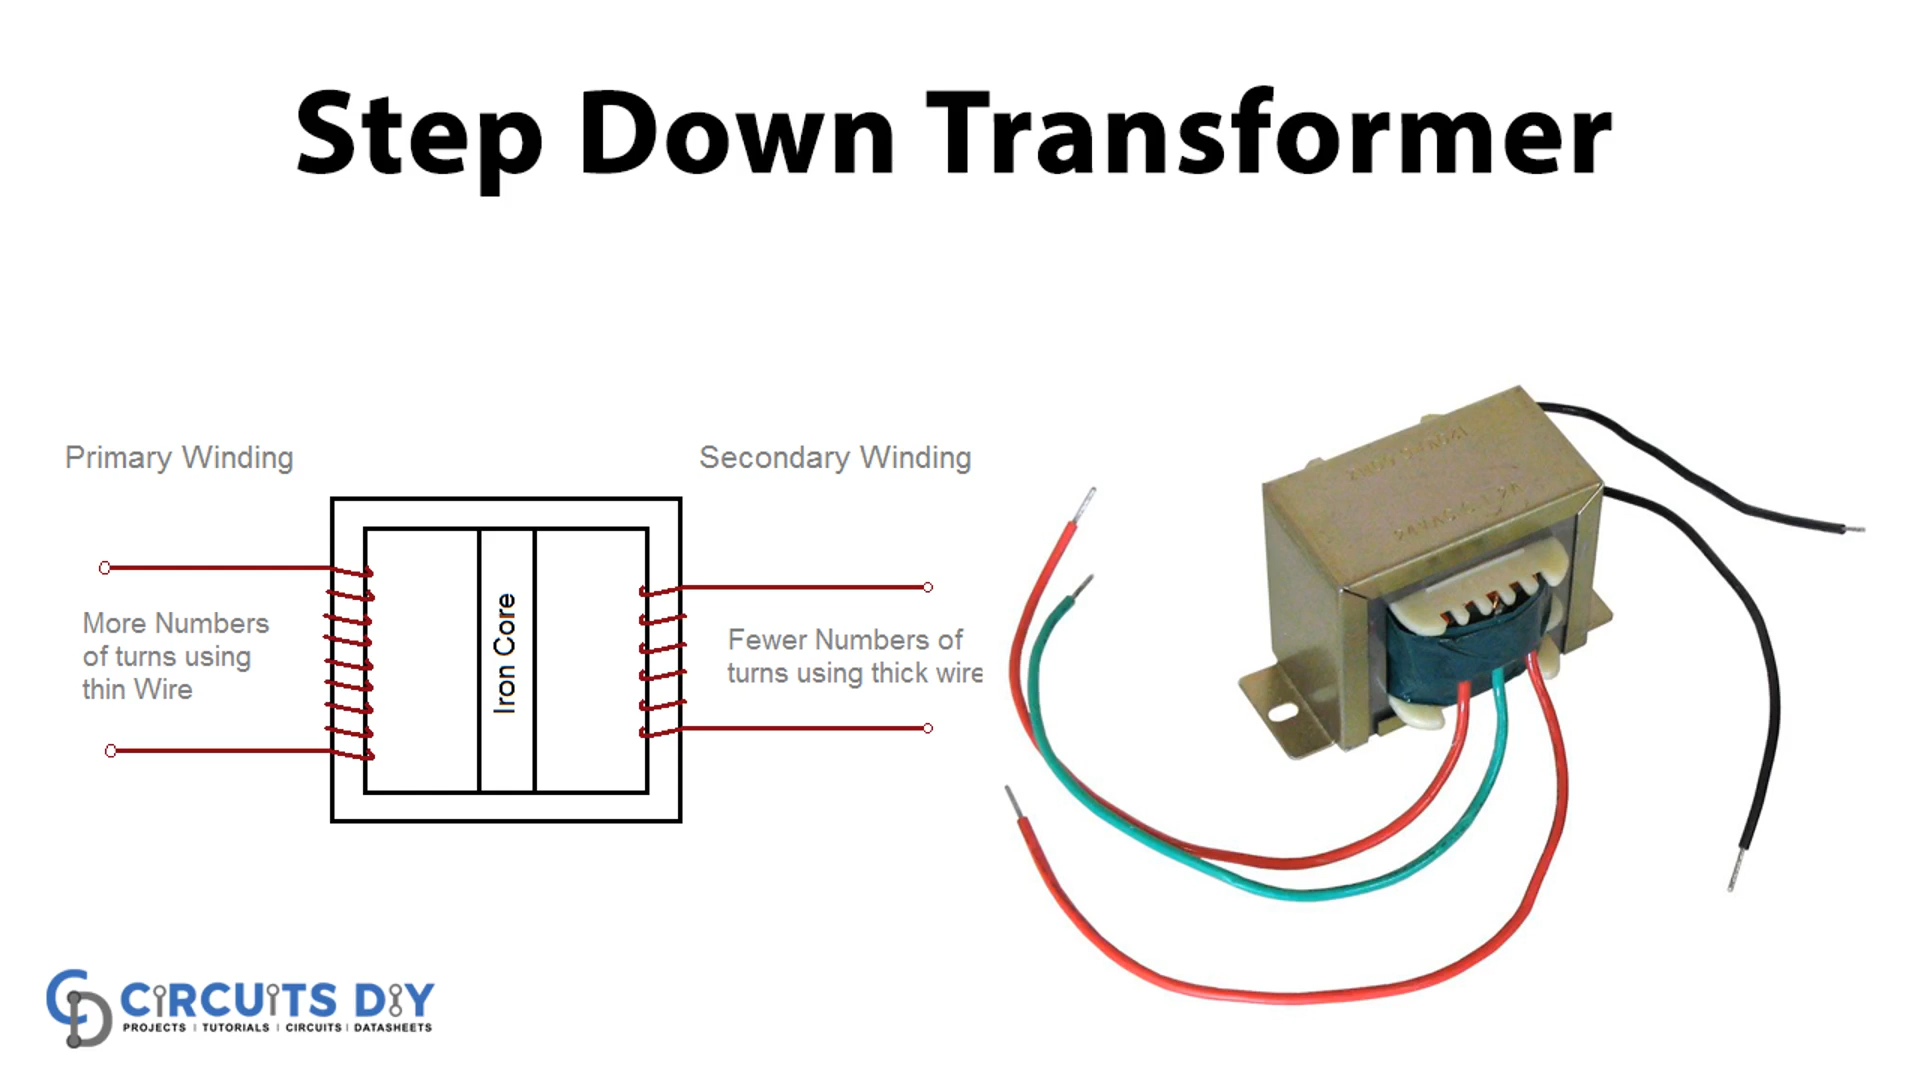 Step Down Transformer
Primary Winding
Secondary Winding
More Numbers
of turns using
thin Wire
Iron Core
Fewer Numbers of
turns using thick wire
CD CIRCUITS DIY
PROJECTS | TUTORIALS | CIRCUITS | DATASHEETS